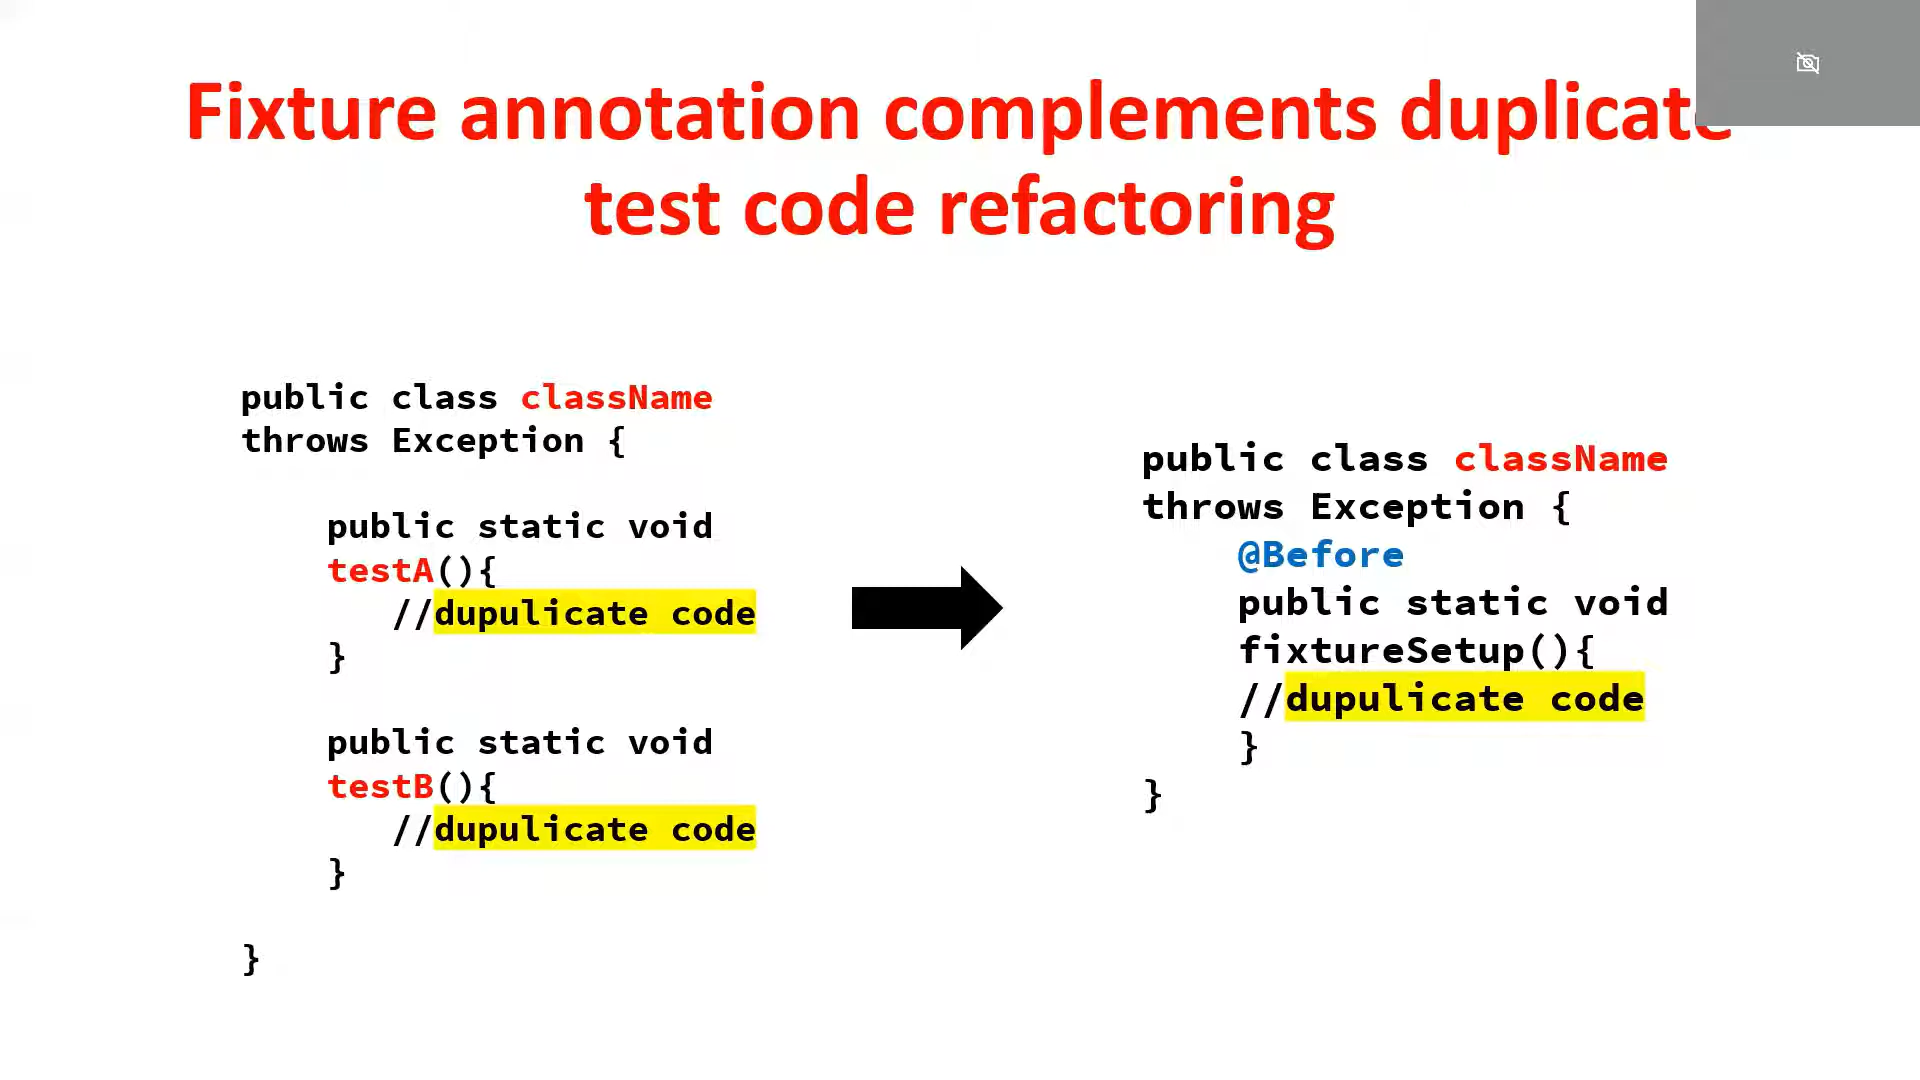 Fixture annotation complements duplicate
test code refactoring
public class className
throws Exception {
public static void
testA(){
//dupulicate code
}
public static void
testB(){
//dupulicate code
}
}
public class className
throws Exception {
@Before
public static void
fixtureSetup(){
//dupulicate code
}
}